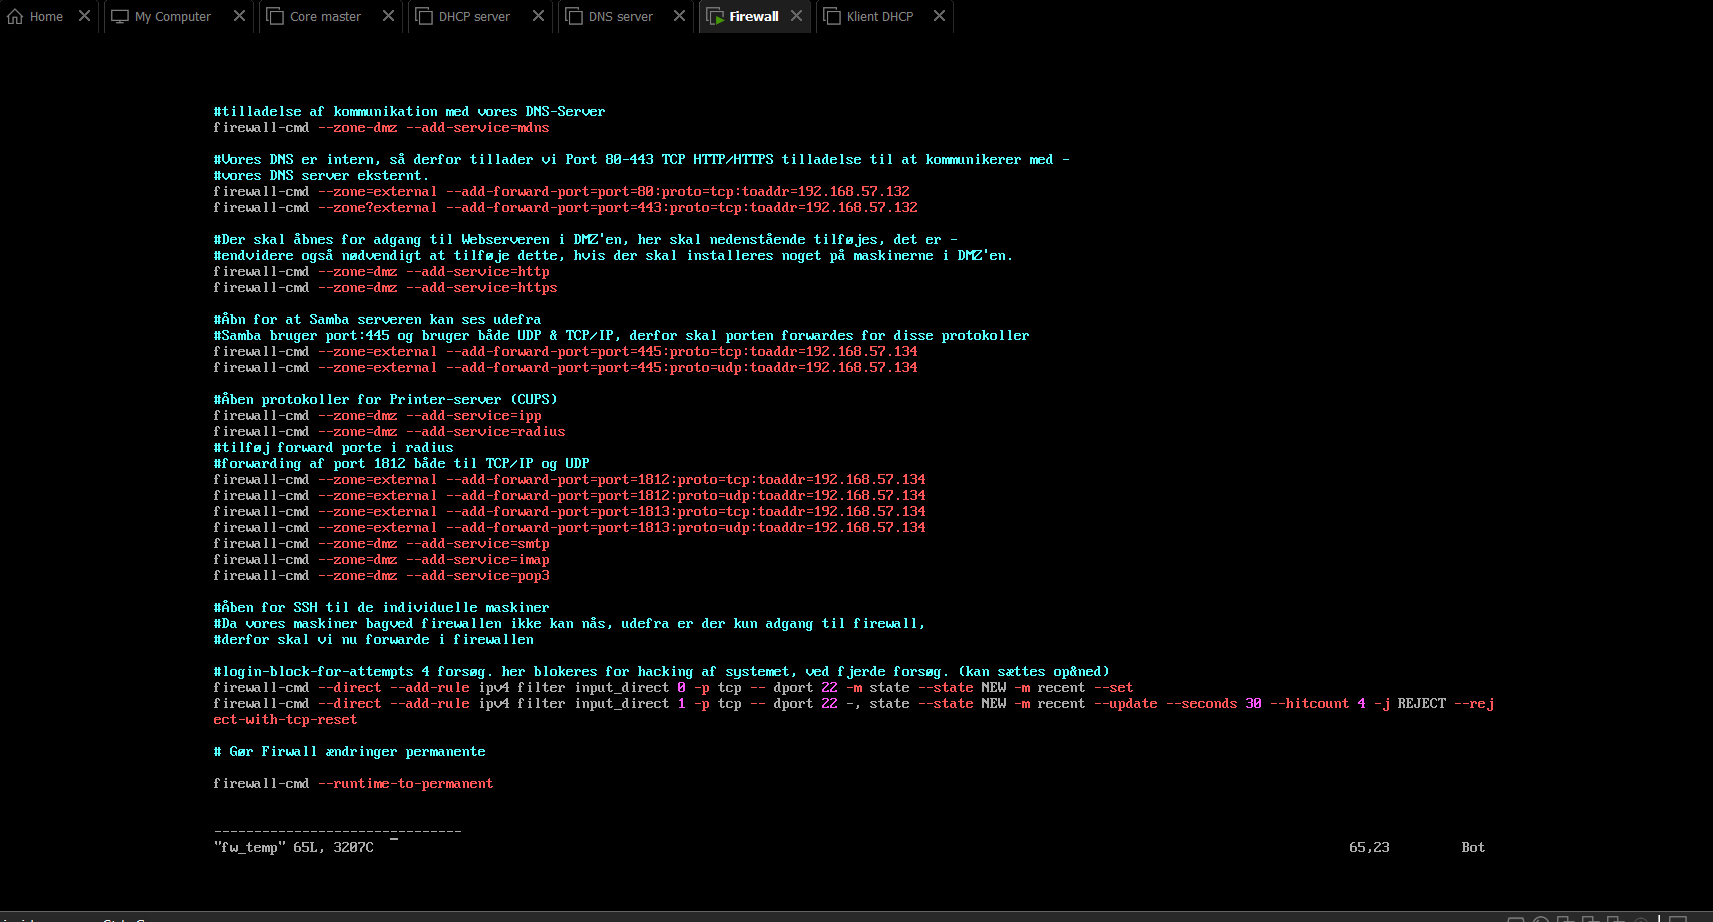 Home My Computer Core master DHCP server DNS server Firewall Klient DHCP
#tilladelse af kommunikation med vores DNS-Server
firewall-cmd --zone-dmz --add-service=mdns
#Vores DNS er intern, så derfor tillader vi Port 80-443 TCP HTTP/HTTPS tilladelse til at kommunikerer med -
#vores DNS server eksternt.
firewall-cmd --zone=external --add-forward-port=port=80:proto=tcp:toaddr=192.168.57.132
firewall-cmd --zone?external --add-forward-port=port=443:proto=tcp:toaddr=192.168.57.132
#Der skal åbnes for adgang til Webserveren i DMZ'en, her skal nedenstående tilføjes, det er -
#endvidere også nødvendigt at tilføje dette, hvis der skal installeres noget på maskinerne i DMZ'en.
firewall-cmd --zone=dmz --add-service=http
firewall-cmd --zone=dmz --add-service=https
#Åbn for at Samba serveren kan ses udefra
#Samba bruger port:445 og bruger både UDP & TCP/IP, derfor skal porten forwardes for disse protokoller
firewall-cmd --zone=external --add-forward-port=port=445:proto=tcp:toaddr=192.168.57.134
firewall-cmd --zone=external --add-forward-port=port=445:proto=udp:toaddr=192.168.57.134
#Åben protokoller for Printer-server (CUPS)
firewall-cmd --zone=dmz --add-service=ipp
firewall-cmd --zone=dmz --add-service=radius
#tilføj forward porte i radius
#forwarding af port 1812 både til TCP/IP og UDP
firewall-cmd --zone=external --add-forward-port=port=1812:proto=tcp:toaddr=192.168.57.134
firewall-cmd --zone=external --add-forward-port=port=1812:proto=udp:toaddr=192.168.57.134
firewall-cmd --zone=external --add-forward-port=port=1813:proto=tcp:toaddr=192.168.57.134
firewall-cmd --zone=external --add-forward-port=port=1813:proto=udp:toaddr=192.168.57.134
firewall-cmd --zone=dmz --add-service=smtp
firewall-cmd --zone=dmz --add-service=imap
firewall-cmd --zone=dmz --add-service=pop3
#Åben for SSH til de individuelle maskiner
#Da vores maskiner bagved firewallen ikke kan nås, udefra er der kun adgang til firewall,
#derfor skal vi nu forwarde i firewallen
#login-block-for-attempts 4 forsøg. her blokeres for hacking af systemet, ved fjerde forsøg. (kan sættes op&ned)
firewall-cmd --direct --add-rule ipv4 filter input_direct 0 -p tcp -- dport 22 -m state --state NEW -m recent --set
firewall-cmd --direct --add-rule ipv4 filter input_direct 1 -p tcp -- dport 22 -, state --state NEW -m recent --update --seconds 30 --hitcount 4 -j REJECT --rej
ect-with-tcp-reset
# Gør Firwall ændringer permanente
firewall-cmd --runtime-to-permanent
-------------------------------
"fw_temp" 65L, 3207C 65,23 Bot